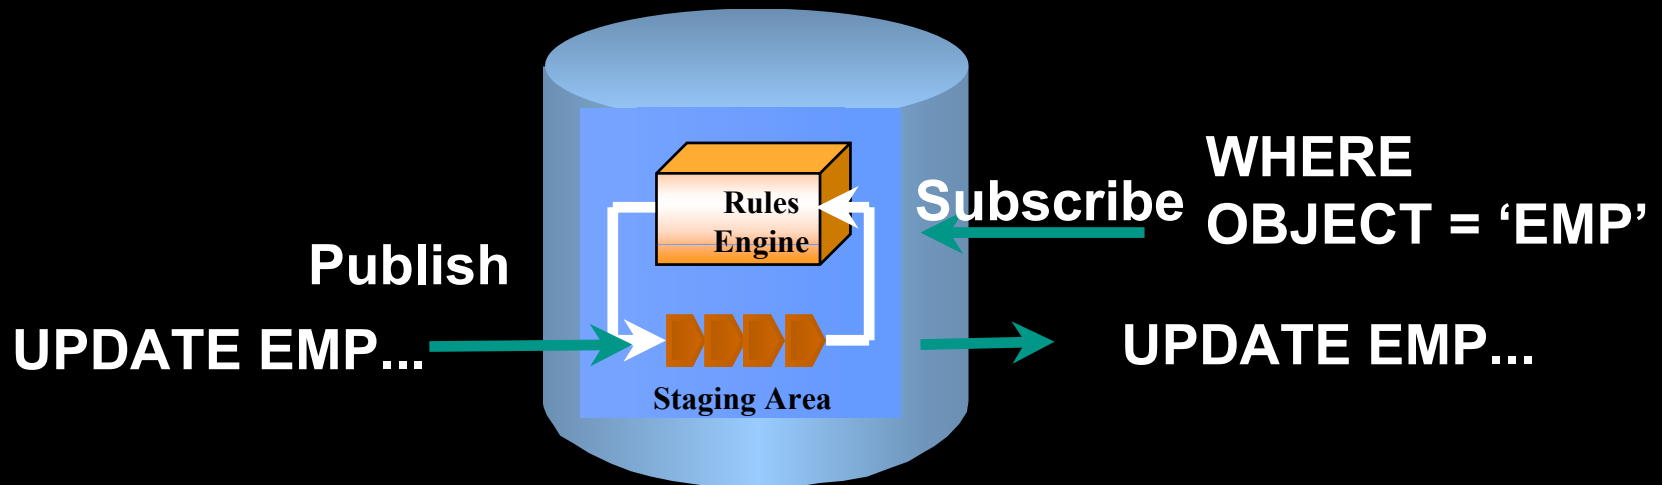 Publish
UPDATE EMP...
Rules
Engine
Staging Area
Subscribe
WHERE
OBJECT = ‘EMP’
UPDATE EMP...